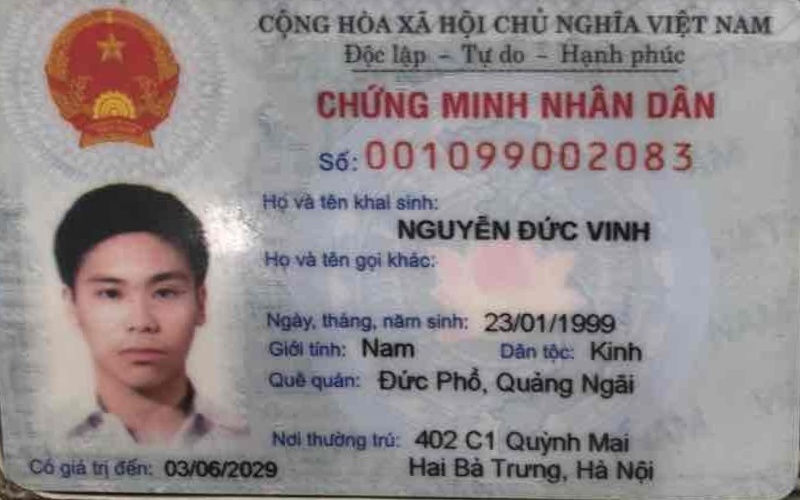 CỘNG HÒA XÃ HỘI CHỦ NGHĨA VIỆT NAM
Độc lập – Tự do – Hạnh phúc
CHỨNG MINH NHÂN DÂN
Số: 001099002083
Họ và tên khai sinh:
NGUYỄN ĐỨC VINH
Họ và tên gọi khác:
Ngày, tháng, năm sinh: 23/01/1999
Giới tính: Nam Dân tộc: Kinh
Quê quán: Đức Phổ, Quảng Ngãi
Nơi thường trú: 402 C1 Quỳnh Mai
Hai Bà Trưng, Hà Nội
Có giá trị đến: 03/06/2029